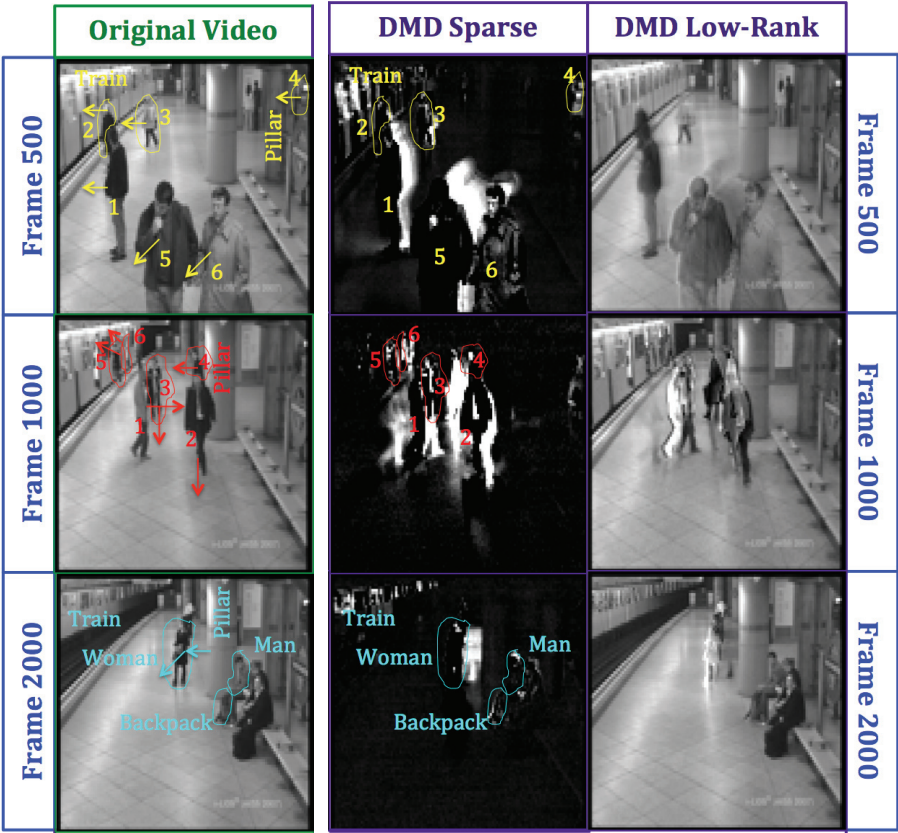 Original Video
DMD Sparse
DMD Low-Rank
Frame 500
Train
4
2
3
Pillar
1
5
6
4
2
3
1
5
6
Frame 500
Frame 1000
6
5
4
Pillar
3
1
2
6
5
4
3
1
2
Frame 1000
Frame 2000
Train
Pillar
Woman
Man
Backpack
Train
Woman
Man
Backpack
Frame 2000